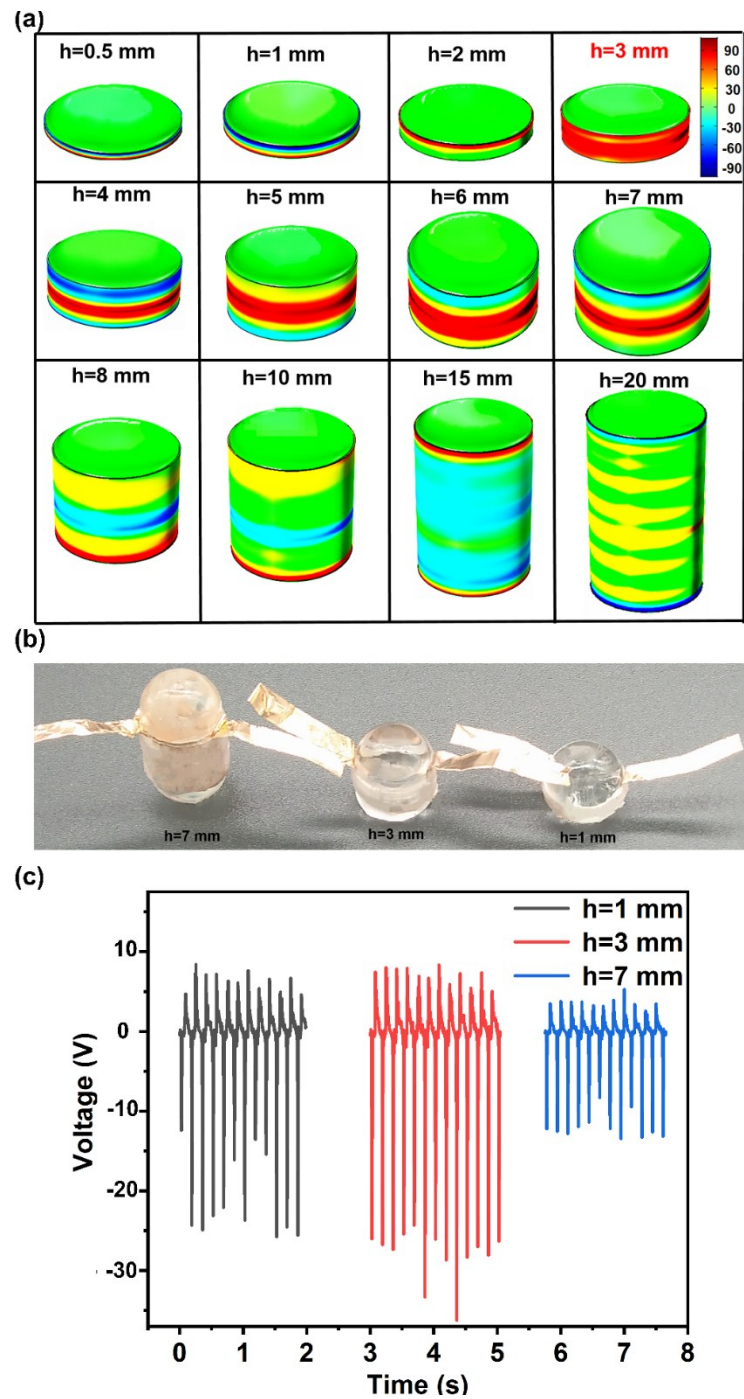 (a)
h=0.5 mm
h=1 mm
h=2 mm
h=3 mm
90
60
30
0
-30
-60
-90
h=4 mm
h=5 mm
h=6 mm
h=7 mm
h=8 mm
h=10 mm
h=15 mm
h=20 mm
(b)
h=7 mm
h=3 mm
h=1 mm
(c)
h=1 mm
h=3 mm
h=7 mm
10
0
-10
-20
-30
Voltage (V)
0 1 2 3 4 5 6 7 8
Time (s)